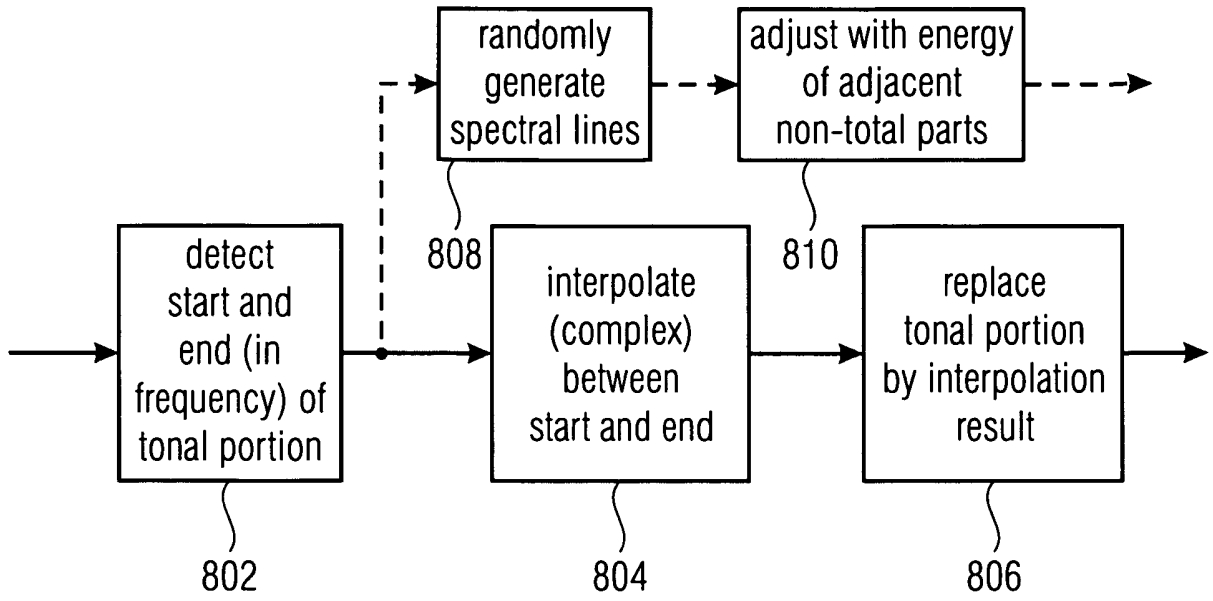 randomly
generate
spectral lines
adjust with energy
of adjacent
non-total parts
808
810
detect
start and
end (in
frequency) of
tonal portion
interpolate
(complex)
between
start and end
replace
tonal portion
by interpolation
result
802
804
806